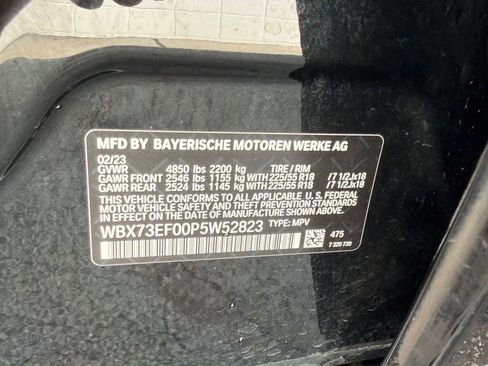 MFD BY BAYERISCHE MOTOREN WERKE AG
02/23
GVWR 4850 lbs 2200 kg TIRE / RIM
GAWR FRONT 2546 lbs 1155 kg WITH 225/55 R18 / 7 1/2Jx18
GAWR REAR 2524 lbs 1145 kg WITH 225/55 R18 / 7 1/2Jx18
THIS VEHICLE CONFORMS TO ALL APPLICABLE U. S. FEDERAL
MOTOR VEHICLE SAFETY, BUMPER, AND THEFT PREVENTION
STANDARDS IN EFFECT ON THE DATE OF MANUFACTURE SHOWN ABOVE.
WBX73EF00P5W52823 TYPE: MPV
475
7 339 730